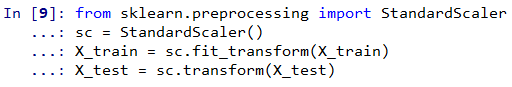 In [9]: from sklearn.preprocessing import StandardScaler
   ...: sc = StandardScaler()
   ...: X_train = sc.fit_transform(X_train)
   ...: X_test = sc.transform(X_test)